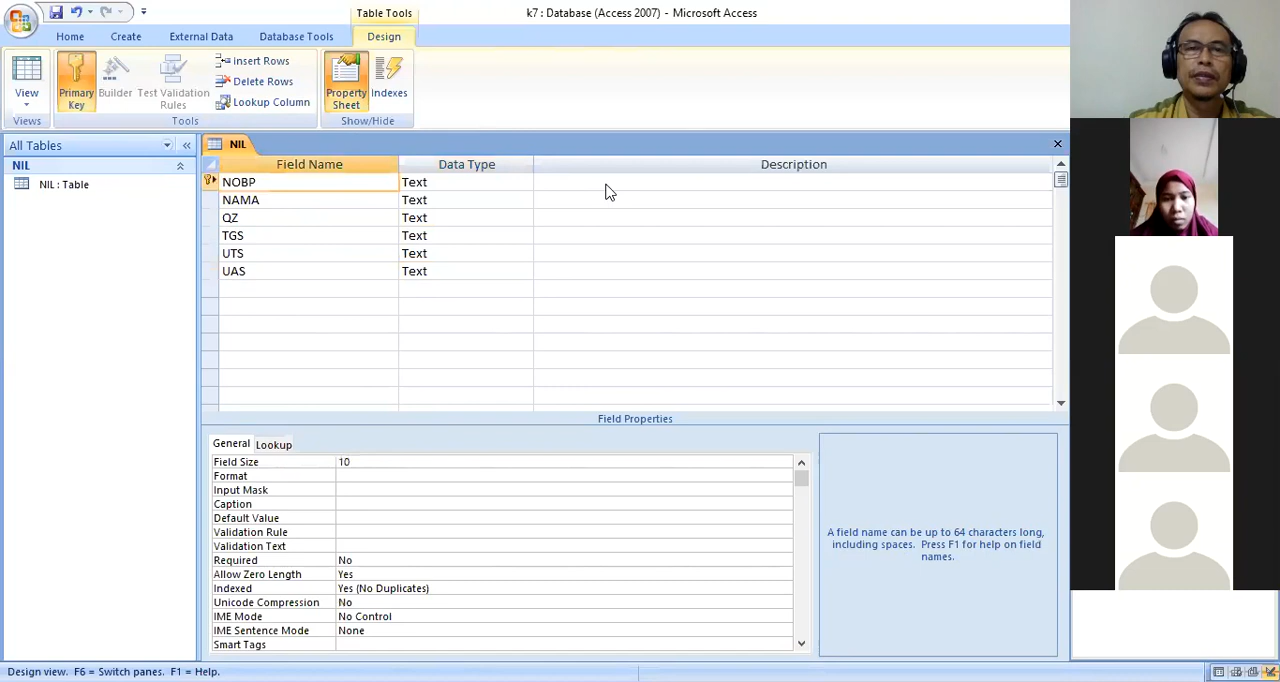 Table Tools
k7 : Database (Access 2007) - Microsoft Access
Home Create External Data Database Tools Design
View
Primary Key
Builder
Test Validation Rules
Insert Rows
Delete Rows
Lookup Column
Property Sheet
Indexes
Views Tools Show/Hide
All Tables
NIL
NIL : Table
NIL
Field Name Data Type Description
NOBP Text
NAMA Text
QZ Text
TGS Text
UTS Text
UAS Text
Field Properties
General Lookup
Field Size 10
Format
Input Mask
Caption
Default Value
Validation Rule
Validation Text
Required No
Allow Zero Length Yes
Indexed Yes (No Duplicates)
Unicode Compression No
IME Mode No Control
IME Sentence Mode None
Smart Tags
A field name can be up to 64 characters long,
including spaces. Press F1 for help on field
names.
Design view. F6 = Switch panes. F1 = Help.